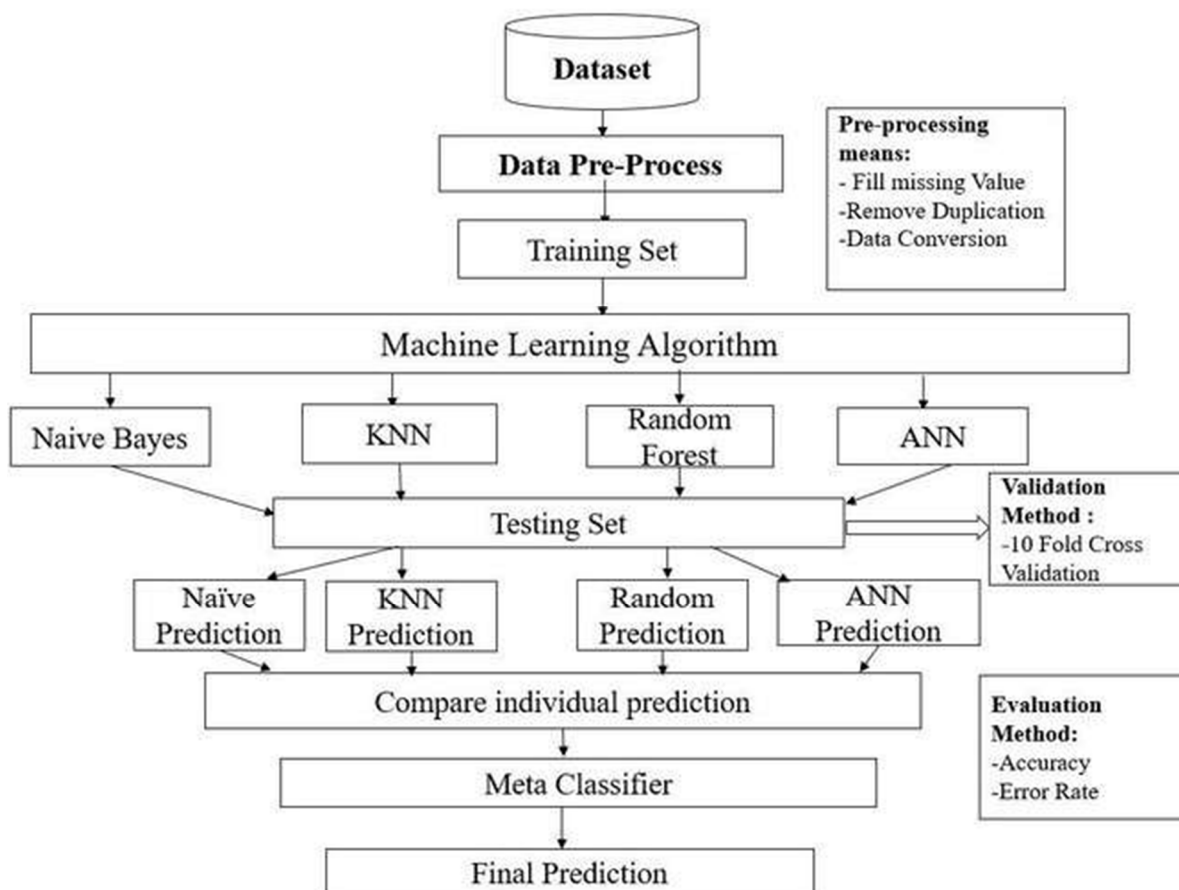 Dataset
Data Pre-Process
Pre-processing
means:
- Fill missing Value
-Remove Duplication
-Data Conversion
Training Set
Machine Learning Algorithm
Naive Bayes
KNN
Random
Forest
ANN
Testing Set
Validation
Method :
-10 Fold Cross
Validation
Naïve
Prediction
KNN
Prediction
Random
Prediction
ANN
Prediction
Compare individual prediction
Evaluation
Method:
-Accuracy
-Error Rate
Meta Classifier
Final Prediction